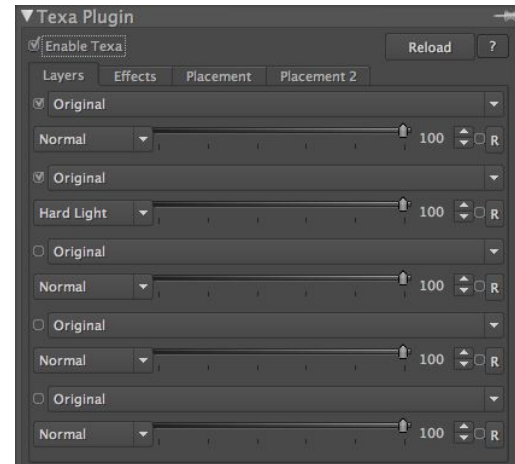 Texa Plugin
Enable Texa Reload ?
Layers Effects Placement Placement 2
Original
Normal 100 R
Original
Hard Light 100 R
Original
Normal 100 R
Original
Normal 100 R
Original
Normal 100 R